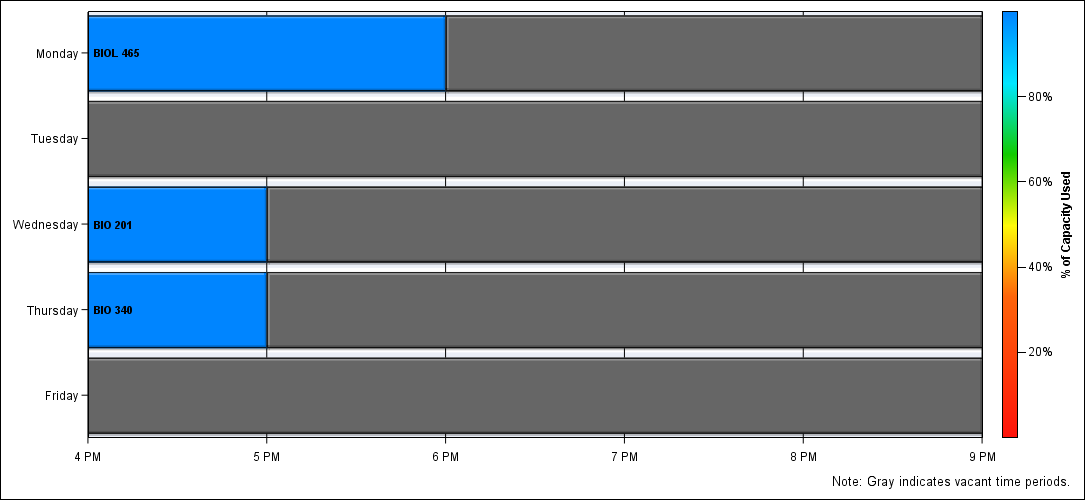 Monday
BIOL 465
Tuesday
Wednesday
BIO 201
Thursday
BIO 340
Friday
4 PM 5 PM 6 PM 7 PM 8 PM 9 PM
80%
60%
40%
20%
% of Capacity Used
Note: Gray indicates vacant time periods.